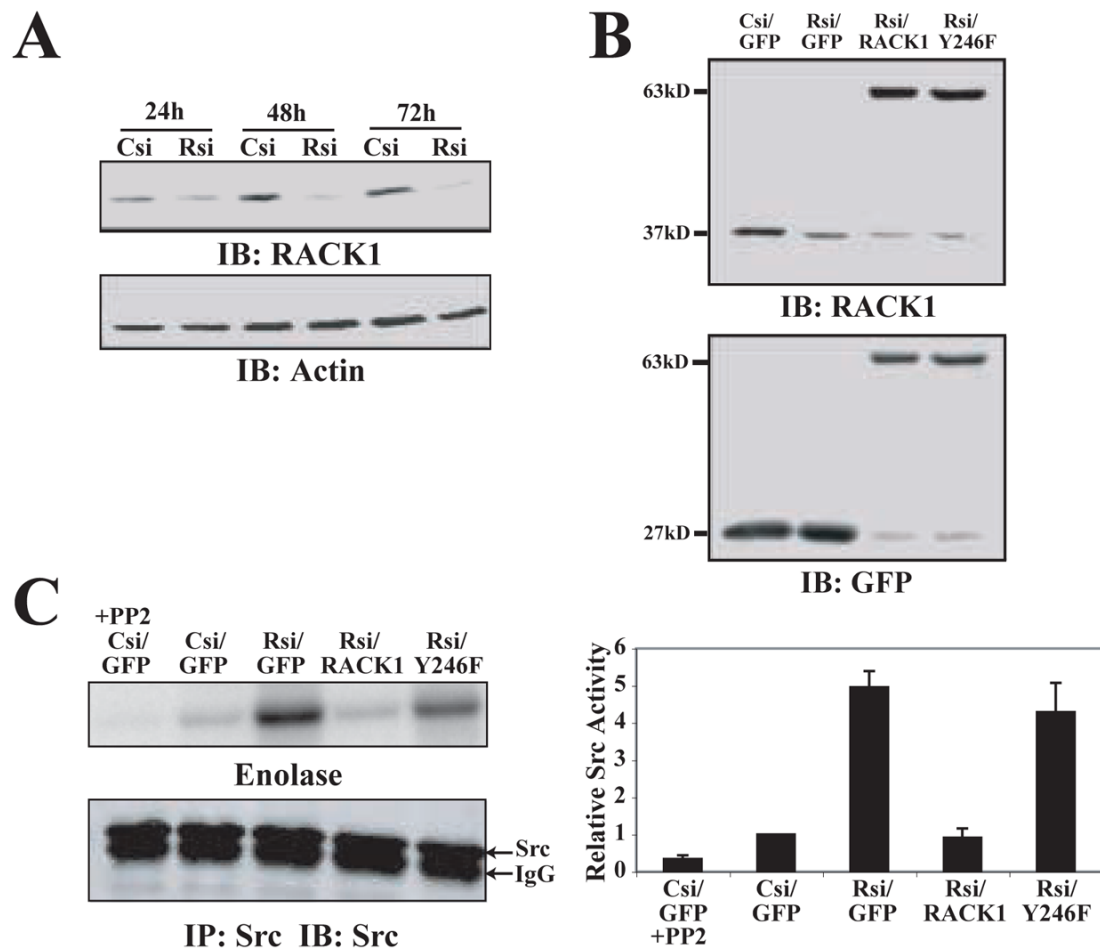 A
24h 48h 72h
Csi Rsi Csi Rsi Csi Rsi
IB: RACK1
IB: Actin
B
Csi/ Rsi/ Rsi/ Rsi/
GFP GFP RACK1 Y246F
63kD
37kD
IB: RACK1
63kD
27kD
IB: GFP
C
+PP2
Csi/ Csi/ Rsi/ Rsi/ Rsi/
GFP GFP GFP RACK1 Y246F
Enolase
Src
IgG
IP: Src IB: Src
Relative Src Activity
6
5
4
3
2
1
0
Csi/ Csi/ Rsi/ Rsi/ Rsi/
GFP GFP GFP RACK1 Y246F
+PP2